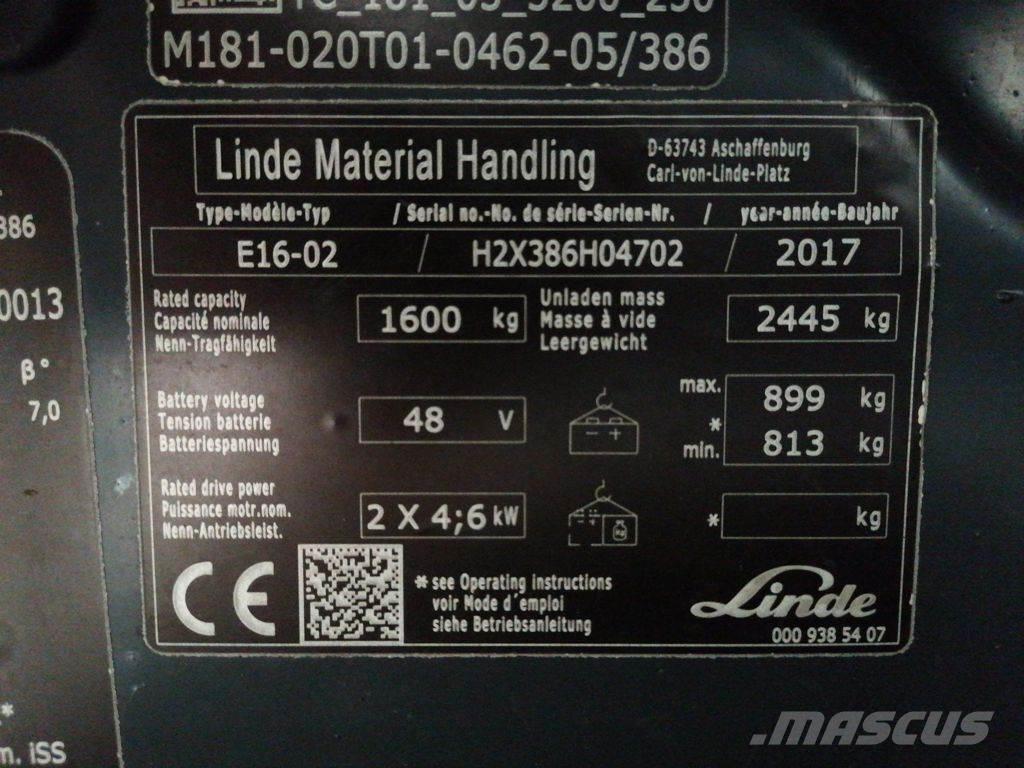 M181-020T01-0462-05/386
Linde Material Handling
D-63743 Aschaffenburg
Carl-von-Linde-Platz
Type-Modèle-Typ / Serial no.-No. de série-Serien-Nr. / year-année-Baujahr
E16-02 / H2X386H04702 / 2017
Rated capacity
Capacité nominale
Nenn-Tragfähigkeit
1600 kg
Unladen mass
Masse à vide
Leergewicht
2445 kg
Battery voltage
Tension batterie
Batteriespannung
48 V
- +
max. 899 kg
*
min. 813 kg
Rated drive power
Puissance motr.nom.
Nenn-Antriebsleist.
2 X 4;6 kW
Kg
* kg
CE
* see Operating instructions
voir Mode d´emploi
siehe Betriebsanleitung
Linde
000 938 54 07
386
0013
β°
7,0
*
m. iSS
MASCUS